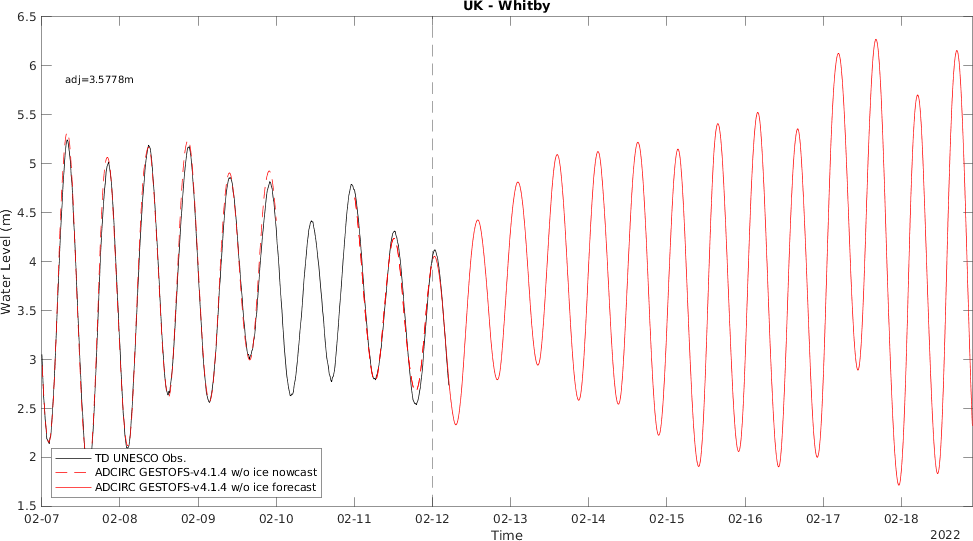 UK - Whitby
6.5
6
5.5
5
4.5
4
3.5
3
2.5
2
1.5
Water Level (m)
adj=3.5778m
TD UNESCO Obs.
ADCIRC GESTOFS-v4.1.4 w/o ice nowcast
ADCIRC GESTOFS-v4.1.4 w/o ice forecast
02-07 02-08 02-09 02-10 02-11 02-12 02-13 02-14 02-15 02-16 02-17 02-18
Time
2022